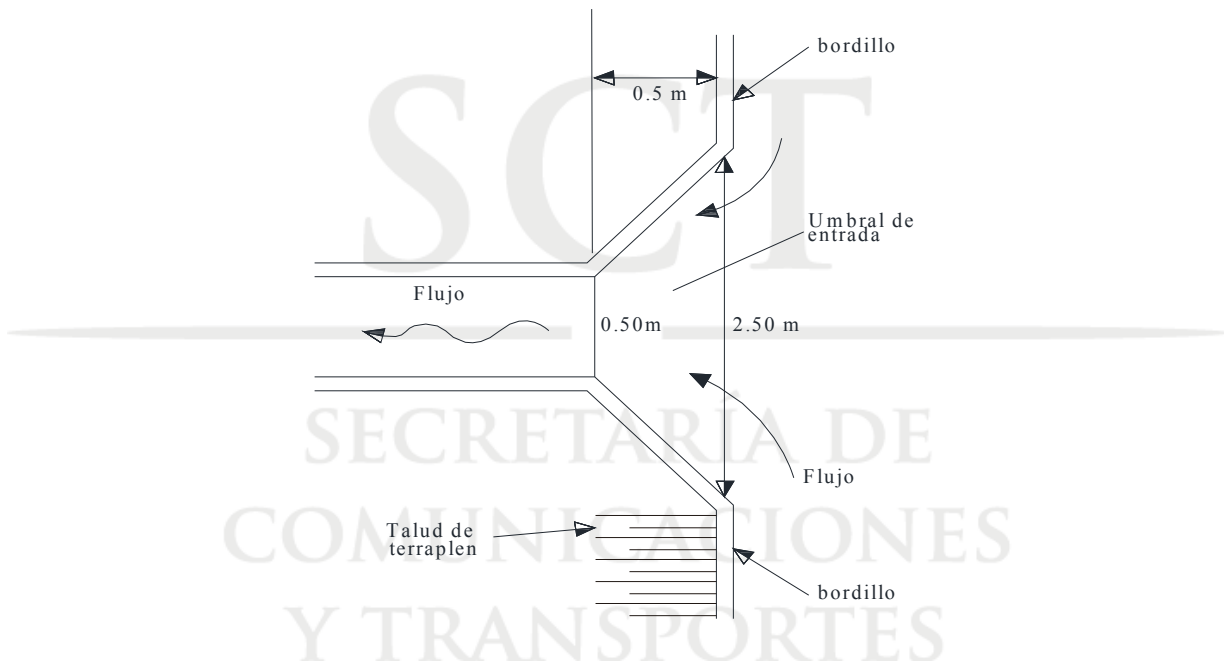 bordillo
0.5 m
SCT
Umbral de
entrada
Flujo
0.50m
2.50 m
SECRETARÍA DE
Flujo
Talud de
terraplen
COMUNICACIONES
bordillo
Y TRANSPORTES